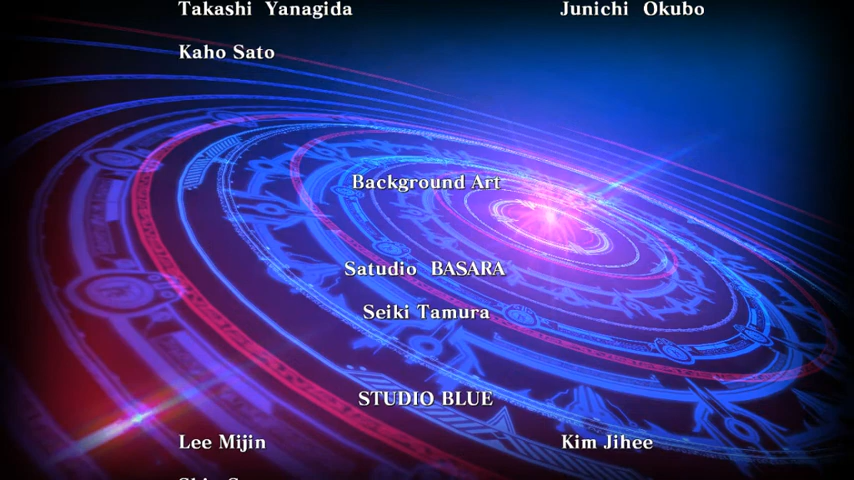 Takashi Yanagida Junichi Okubo
Kaho Sato
Background Art
Satudio BASARA
Seiki Tamura
STUDIO BLUE
Lee Mijin Kim Jihee